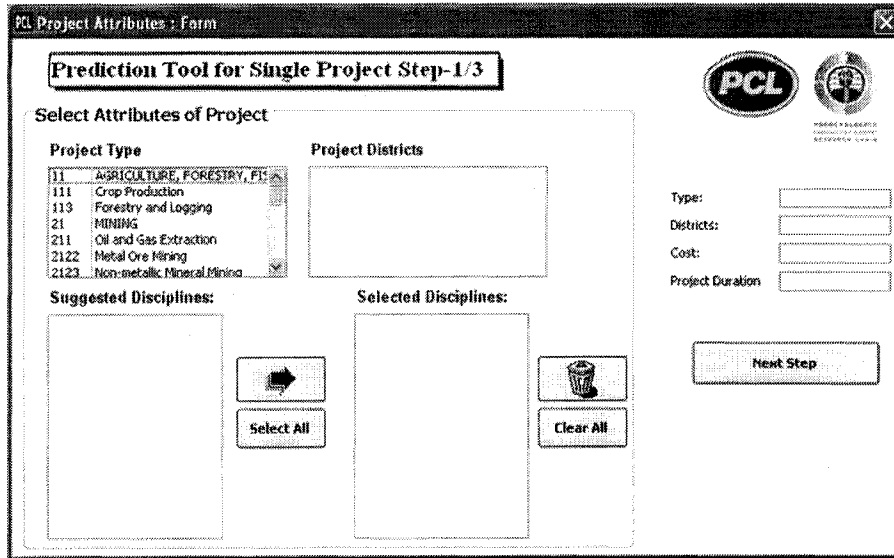 PCL Project Attributes : Form
Prediction Tool for Single Project Step-1/3
PCL
Select Attributes of Project
Project Type
Project Districts
11 AGRICULTURE, FORESTRY, FIS
111 Crop Production
113 Forestry and Logging
21 MINING
211 Oil and Gas Extraction
2122 Metal Ore Mining
2123 Non-metallic Mineral Mining
Type:
Districts:
Cost:
Project Duration
Suggested Disciplines:
Selected Disciplines:
Next Step
Select All
Clear All